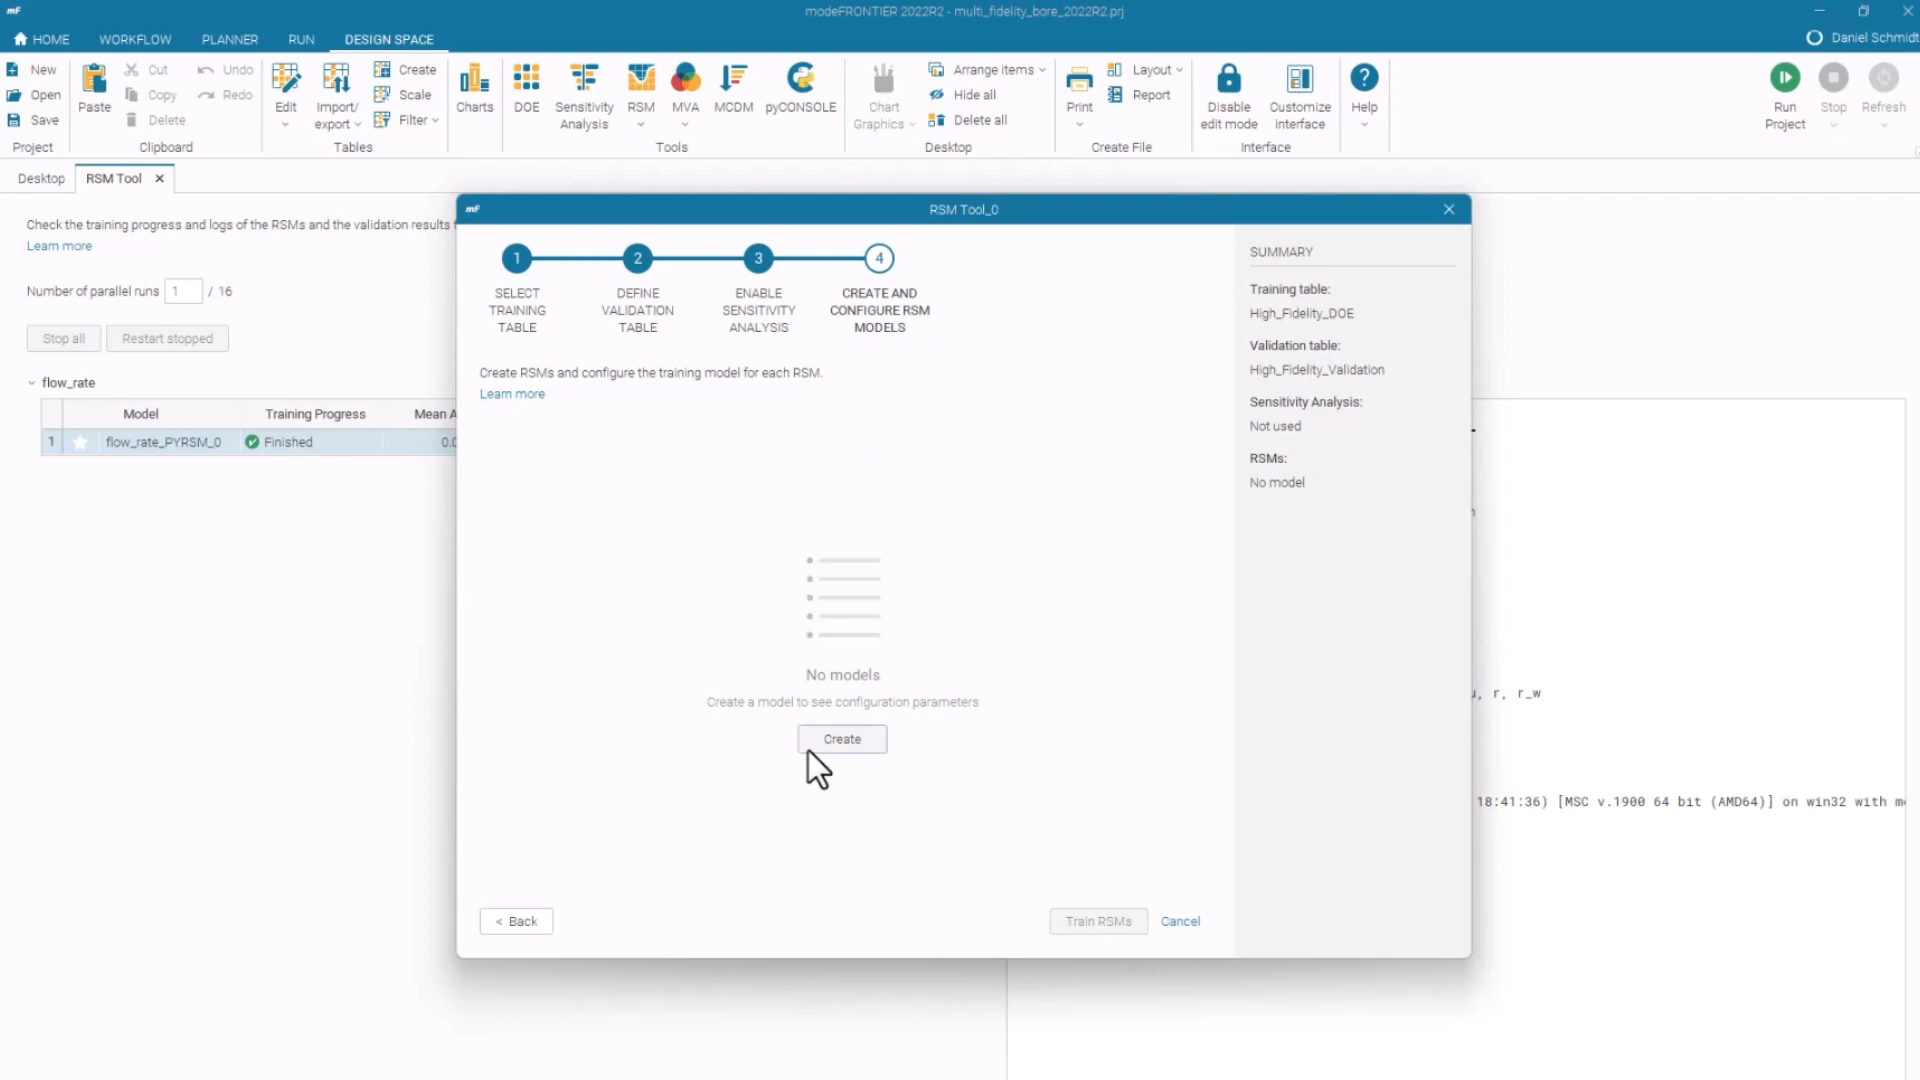 mF
modeFRONTIER 2022R2 - multi_fidelity_bore_2022R2.prj
HOME
WORKFLOW
PLANNER
RUN
DESIGN SPACE
Daniel Schmidt
New
Open
Save
Project
Paste
Cut
Copy
Delete
Undo
Redo
Clipboard
Edit
Import/
export
Create
Scale
Filter
Tables
Charts
DOE
Sensitivity
Analysis
RSM
MVA
MCDM
pyCONSOLE
Tools
Chart
Graphics
Arrange items
Hide all
Delete all
Desktop
Print
Layout
Report
Create File
Disable
edit mode
Customize
interface
Interface
Help
Run
Project
Stop
Refresh
Desktop
RSM Tool
Check the training progress and logs of the RSMs and the validation results
Learn more
Number of parallel runs 1 / 16
Stop all
Restart stopped
flow_rate
Model
Training Progress
Mean A
1 flow_rate_PYRSM_0 Finished 0.0
mF
RSM Tool_0
1
2
3
4
SELECT
TRAINING
TABLE
DEFINE
VALIDATION
TABLE
ENABLE
SENSITIVITY
ANALYSIS
CREATE AND
CONFIGURE RSM
MODELS
Create RSMs and configure the training model for each RSM.
Learn more
No models
Create a model to see configuration parameters
Create
< Back
Train RSMs
Cancel
SUMMARY
Training table:
High_Fidelity_DOE
Validation table:
High_Fidelity_Validation
Sensitivity Analysis:
Not used
RSMs:
No model
, r, r_w
18:41:36) [MSC v.1900 64 bit (AMD64)] on win32 with m